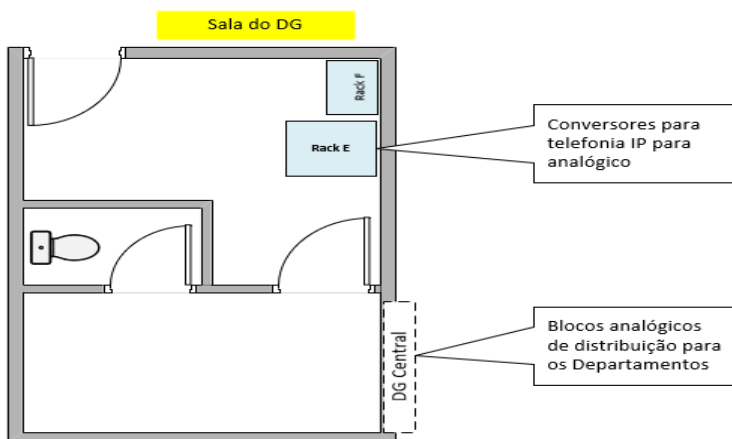 Sala do DG
Rack F
Rack E
Conversores para
telefonia IP para
analógico
DG Central
Blocos analógicos
de distribuição para
os Departamentos